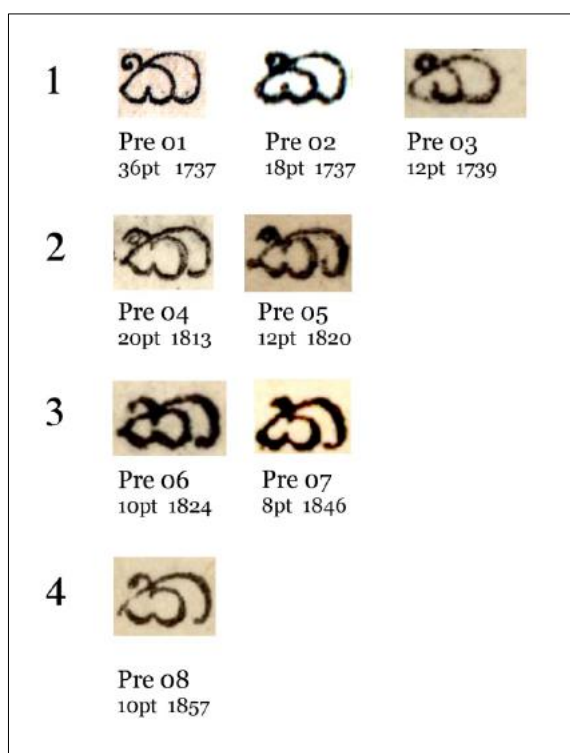 1 ක ක ක
Pre 01 Pre 02 Pre 03
36pt 1737 18pt 1737 12pt 1739
2 ක ක
Pre 04 Pre 05
20pt 1813 12pt 1820
3 ක ක
Pre 06 Pre 07
10pt 1824 8pt 1846
4 ක
Pre 08
10pt 1857